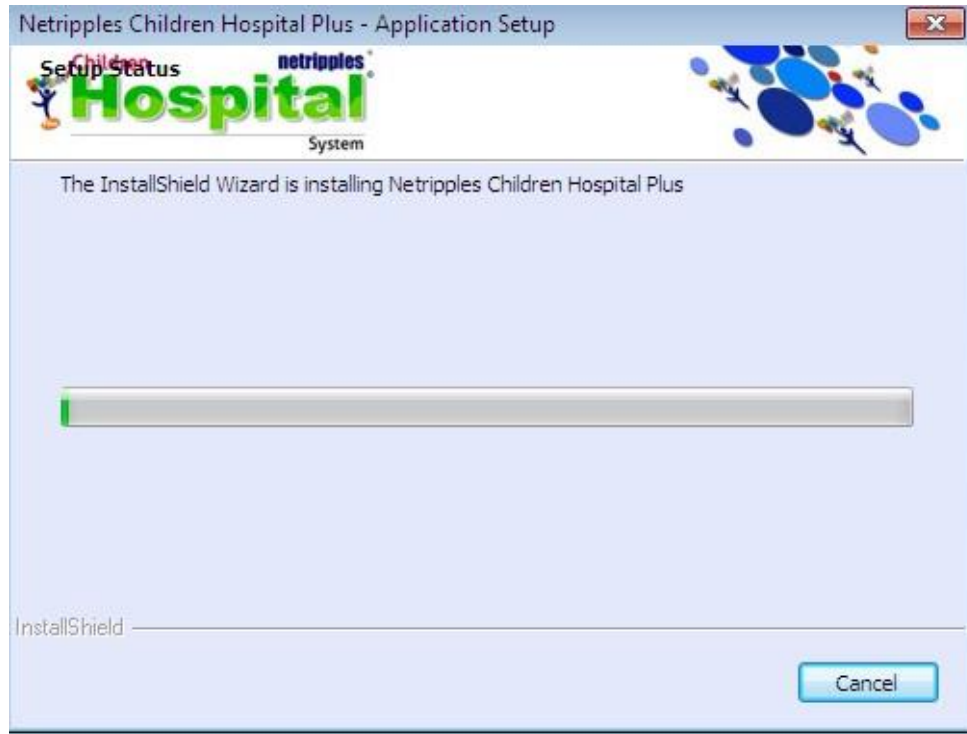 Netripples Children Hospital Plus - Application Setup
Setup Status
Children
netripples
Hospital
System
The InstallShield Wizard is installing Netripples Children Hospital Plus
InstallShield
Cancel